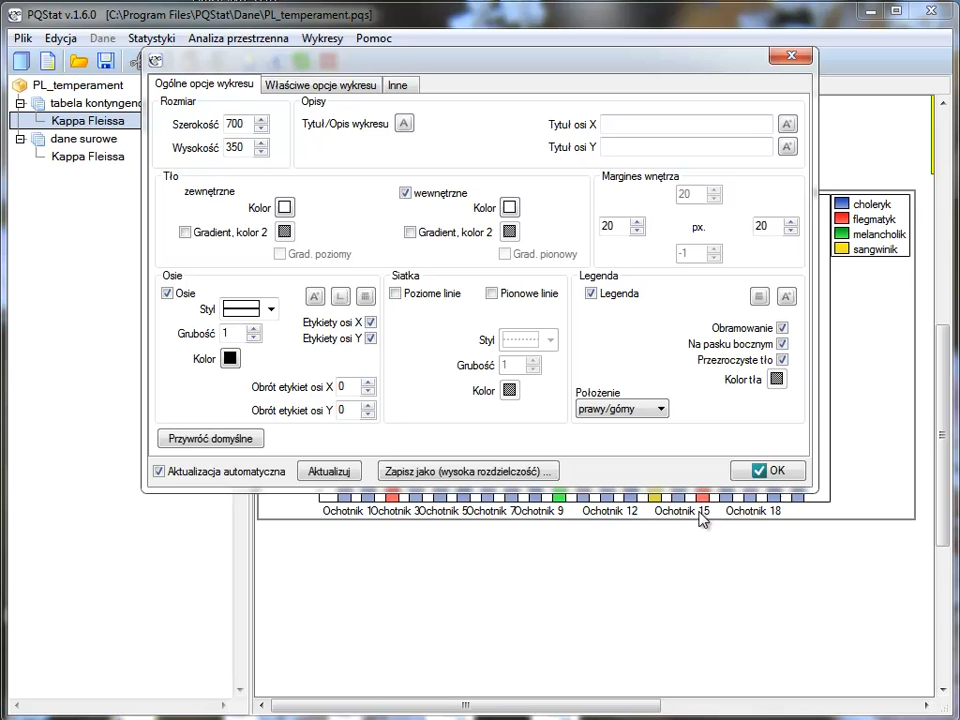 PQStat v.1.6.0 [C:\Program Files\PQStat\Dane\PL_temperament.pqs]
Plik Edycja Dane Statystyki Analiza przestrzenna Wykresy Pomoc
PL_temperament
tabela kontyngenc
Kappa Fleissa
dane surowe
Kappa Fleissa
Ogólne opcje wykresu Właściwe opcje wykresu Inne
Rozmiar
Szerokość 700
Wysokość 350
Opisy
Tytuł/Opis wykresu A
Tytuł osi X A
Tytuł osi Y A
Tło
zewnętrzne
Kolor
Gradient, kolor 2
Grad. poziomy
wewnętrzne
Kolor
Gradient, kolor 2
Grad. pionowy
Margines wnętrza
20
20 px. 20
-1
Osie
Osie A
Styl
Grubość 1
Kolor
Etykiety osi X
Etykiety osi Y
Obrót etykiet osi X 0
Obrót etykiet osi Y 0
Siatka
Poziome linie Pionowe linie
Styl
Grubość 1
Kolor
Legenda
Legenda A
Obramowanie
Na pasku bocznym
Przezroczyste tło
Kolor tła
Położenie
prawy/górny
Przywróć domyślne
Aktualizacja automatyczna Aktualizuj Zapisz jako (wysoka rozdzielczość) ... OK
choleryk
flegmatyk
melancholik
sangwinik
Ochotnik 1 Ochotnik 3 Ochotnik 5 Ochotnik 7 Ochotnik 9 Ochotnik 12 Ochotnik 15 Ochotnik 18